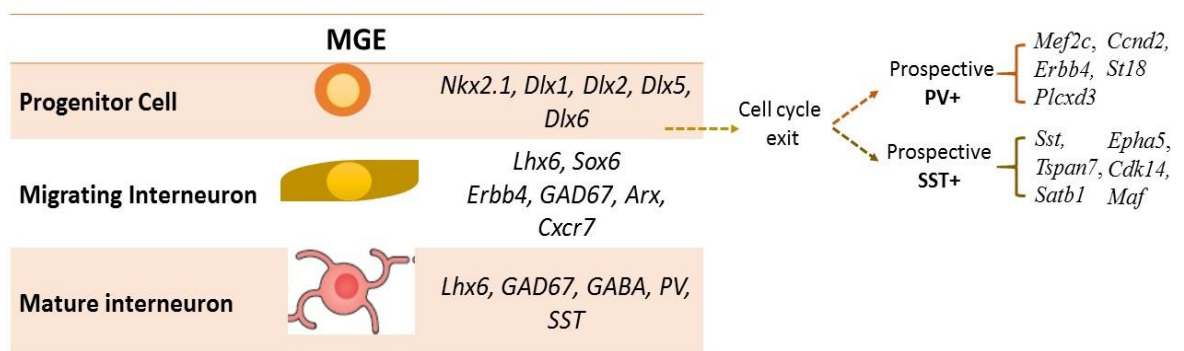 MGE
Progenitor Cell
Nkx2.1, Dlx1, Dlx2, Dlx5,
Dlx6
Migrating Interneuron
Lhx6, Sox6
Erbb4, GAD67, Arx,
Cxcr7
Mature interneuron
Lhx6, GAD67, GABA, PV,
SST
Cell cycle
exit
Prospective
PV+
Mef2c, Ccnd2,
Erbb4, St18
Plcxd3
Prospective
SST+
Sst, Epha5,
Tspan7, Cdk14,
Satb1 Maf